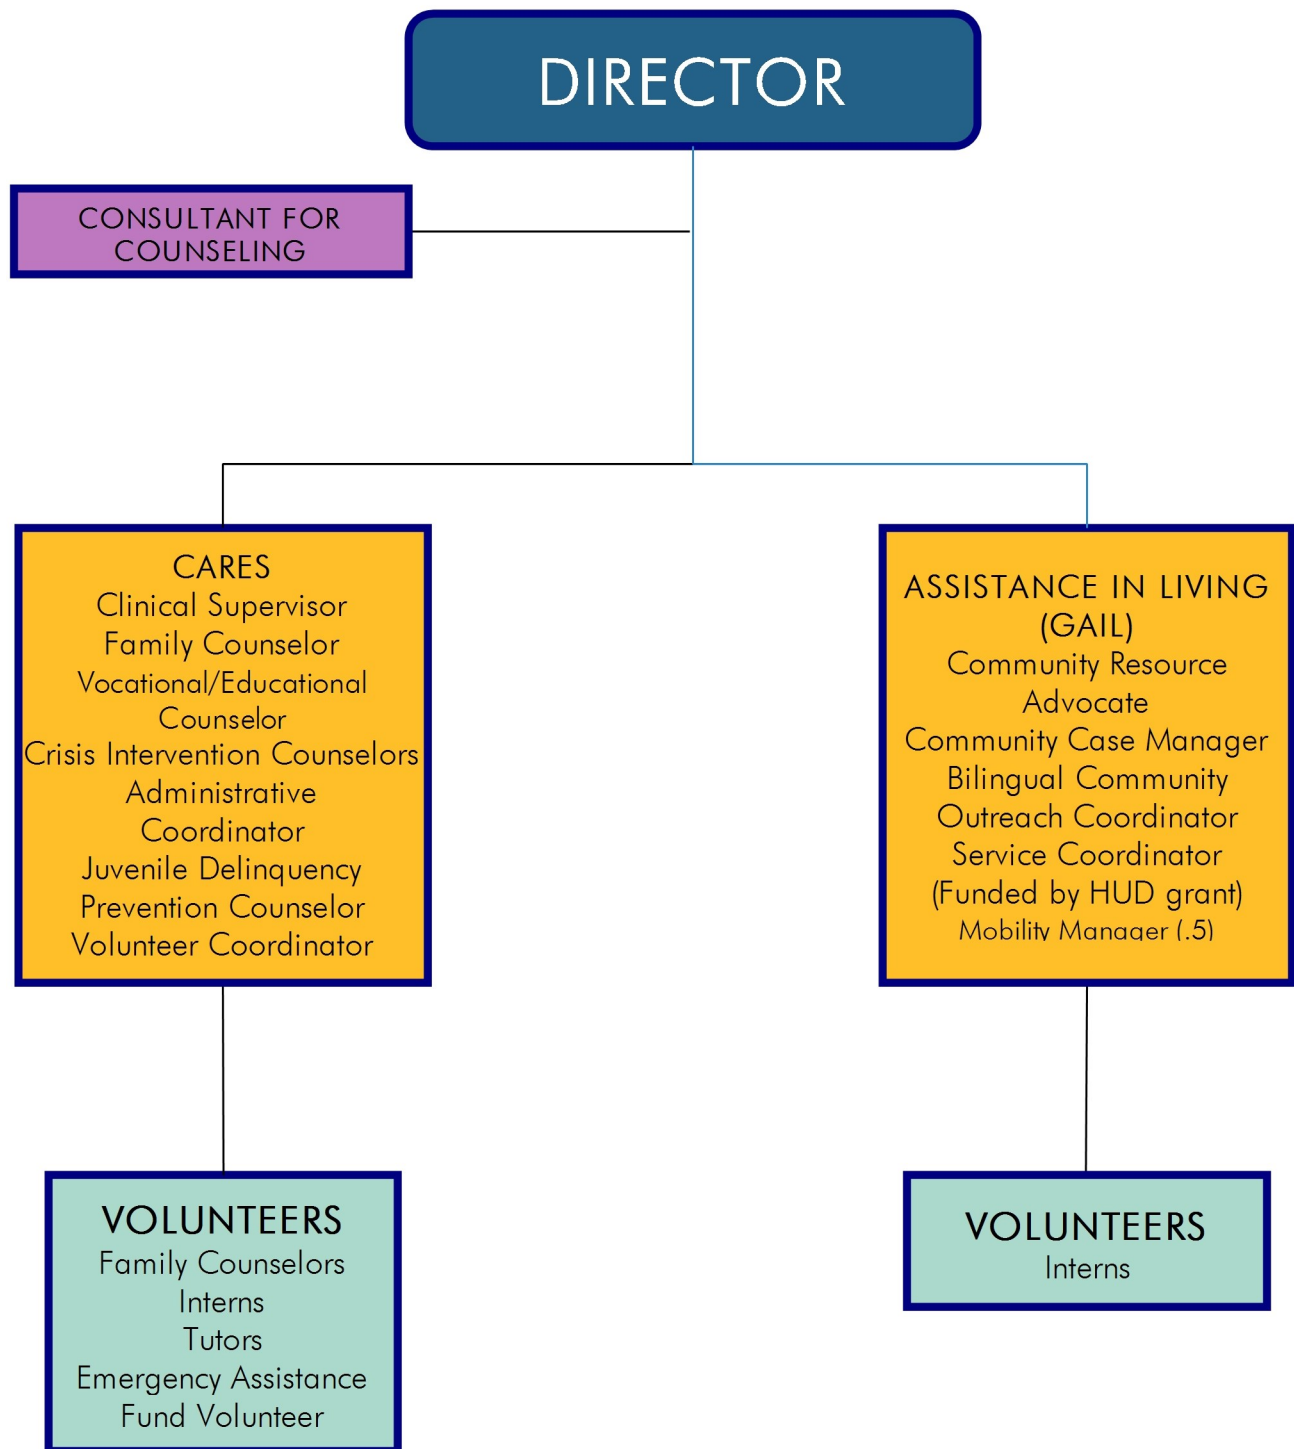 DIRECTOR
CONSULTANT FOR
COUNSELING
CARES
Clinical Supervisor
Family Counselor
Vocational/Educational
Counselor
Crisis Intervention Counselors
Administrative
Coordinator
Juvenile Delinquency
Prevention Counselor
Volunteer Coordinator
ASSISTANCE IN LIVING
(GAIL)
Community Resource
Advocate
Community Case Manager
Bilingual Community
Outreach Coordinator
Service Coordinator
(Funded by HUD grant)
Mobility Manager (.5)
VOLUNTEERS
Family Counselors
Interns
Tutors
Emergency Assistance
Fund Volunteer
VOLUNTEERS
Interns